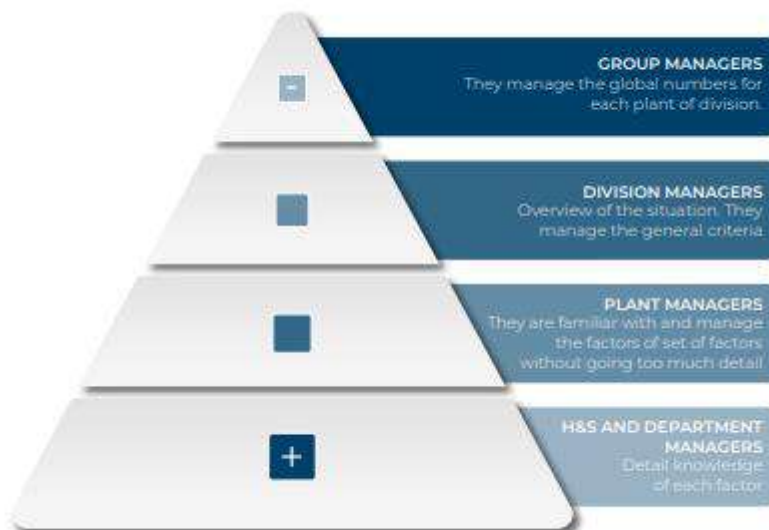 -
GROUP MANAGERS
They manage the global numbers for
each plant of division.
DIVISION MANAGERS
Overview of the situation. They
manage the general criteria
PLANT MANAGERS
They are familiar with and manage
the factors of set of factors
without going too much detail
+
H&S AND DEPARTMENT
MANAGERS
Detail knowledge
of each factor